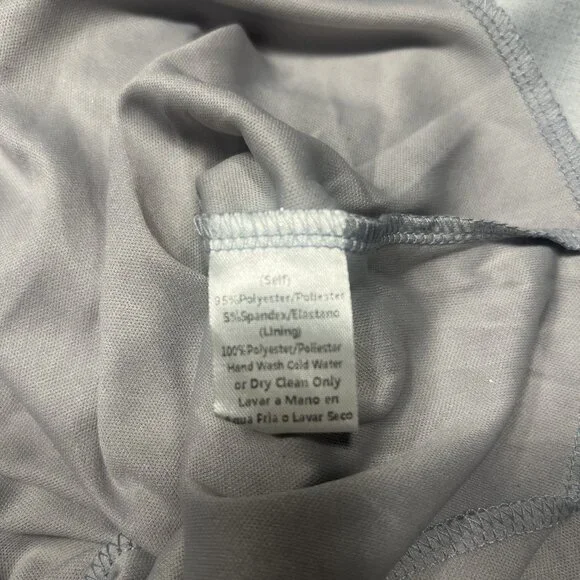 (Self)
95%Polyester/Poliester
5%Spandex/Elastano
(Lining)
100%Polyester/Poliestar
Hand Wash Cold Water
or Dry Clean Only
Lavar a Mano en
Agua Fria o Lavar Seco